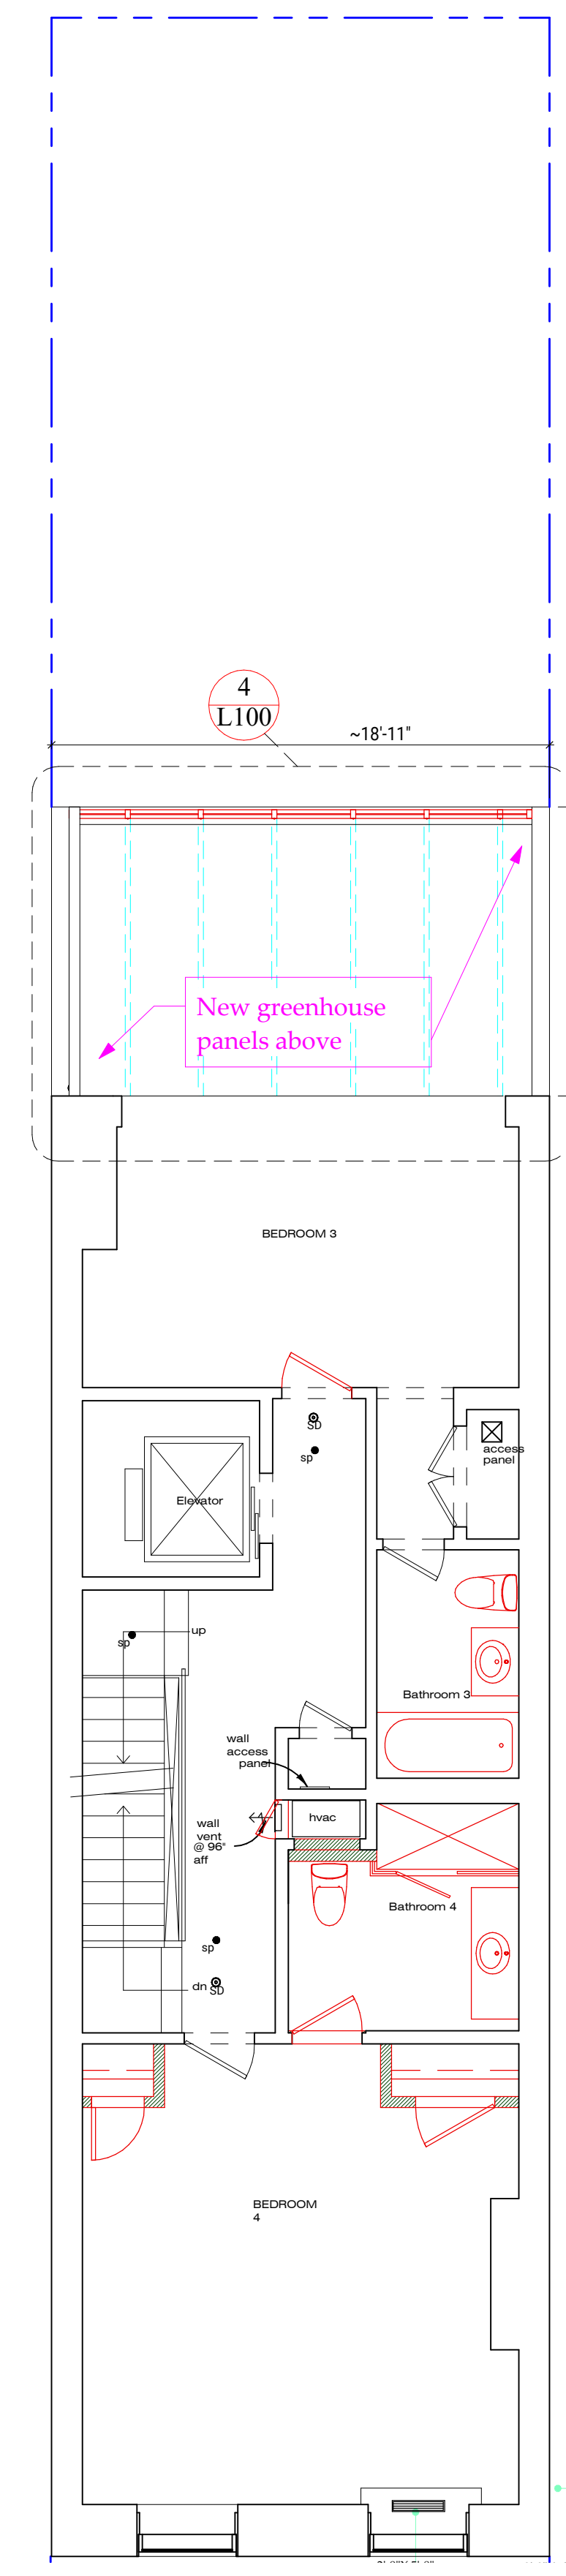 4
L100
~18'-11"
New greenhouse
panels above
BEDROOM 3
SD
sp
access
panel
Elevator
up
sp
Bathroom 3
wall
access
panel
hvac
wall
vent
@ 96"
aff
Bathroom 4
sp
dn
SD
BEDROOM
4